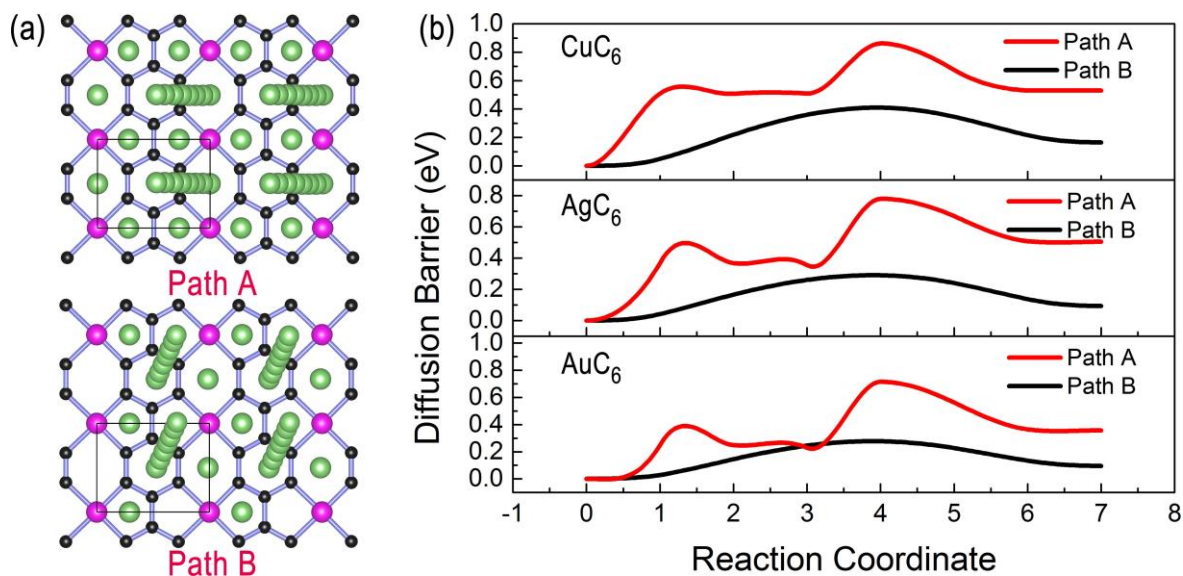 (a)
Path A
Path B
(b)
Diffusion Barrier (eV)
CuC6
Path A
Path B
1.0
0.8
0.6
0.4
0.2
0.0
AgC6
Path A
Path B
0.8
0.6
0.4
0.2
0.0
AuC6
Path A
Path B
1.0
0.8
0.6
0.4
0.2
0.0
-1 0 1 2 3 4 5 6 7 8
Reaction Coordinate